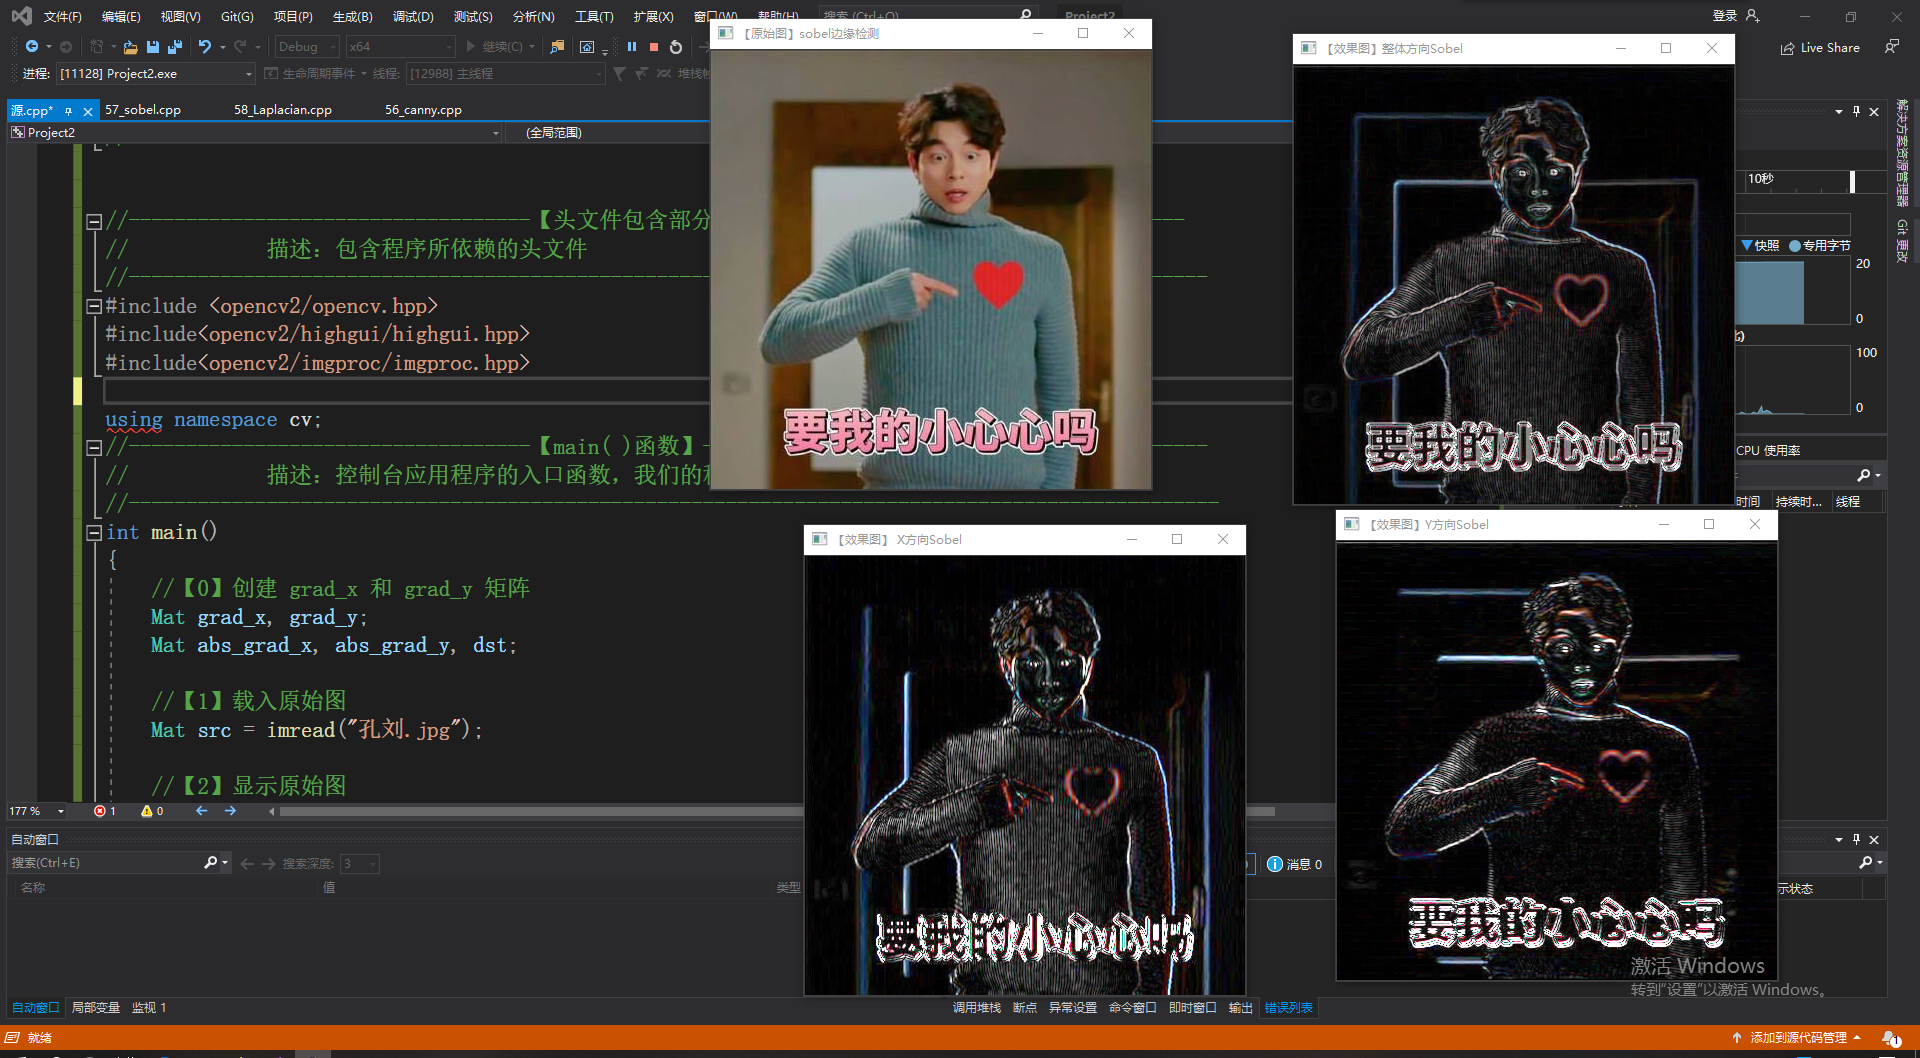 文件(F) 编辑(E) 视图(V) Git(G) 项目(P) 生成(B) 调试(D) 测试(S) 分析(N) 工具(T) 扩展(X) 窗口(W) 帮助(H) 搜索 (Ctrl+Q) Project2 登录
Debug x64 继续(C) Live Share
进程: [11128] Project2.exe 生命周期事件 线程: [12988] 主线程
源.cpp* 57_sobel.cpp 58_Laplacian.cpp 56_canny.cpp
Project2 (全局范围)
//-----------------------------------【头文件包含部分
// 描述：包含程序所依赖的头文件
//----------------------------------------------------
#include <opencv2/opencv.hpp>
#include<opencv2/highgui/highgui.hpp>
#include<opencv2/imgproc/imgproc.hpp>
using namespace cv;
//-----------------------------------【main( )函数】
// 描述：控制台应用程序的入口函数，我们的
//----------------------------------------------------
int main()
{
//【0】创建 grad_x 和 grad_y 矩阵
Mat grad_x, grad_y;
Mat abs_grad_x, abs_grad_y, dst;
//【1】载入原始图
Mat src = imread("孔刘.jpg");
//【2】显示原始图
177 % 1 0
【原始图】sobel边缘检测
要我的小心心吗
【效果图】整体方向Sobel
要我的小心心吗
【效果图】 X方向Sobel
要我的小心心吗
【效果图】Y方向Sobel
要我的小心心吗
解决方案资源管理器
Git 更改
10秒
快照 专用字节
20
0
100
0
CPU 使用率
时间 持续时... 线程
自动窗口
搜索(Ctrl+E) 搜索深度: 3 消息 0
名称 值 类型 示状态
激活 Windows
转到"设置"以激活 Windows。
自动窗口 局部变量 监视 1 调用堆栈 断点 异常设置 命令窗口 即时窗口 输出 错误列表
就绪 添加到源代码管理 1